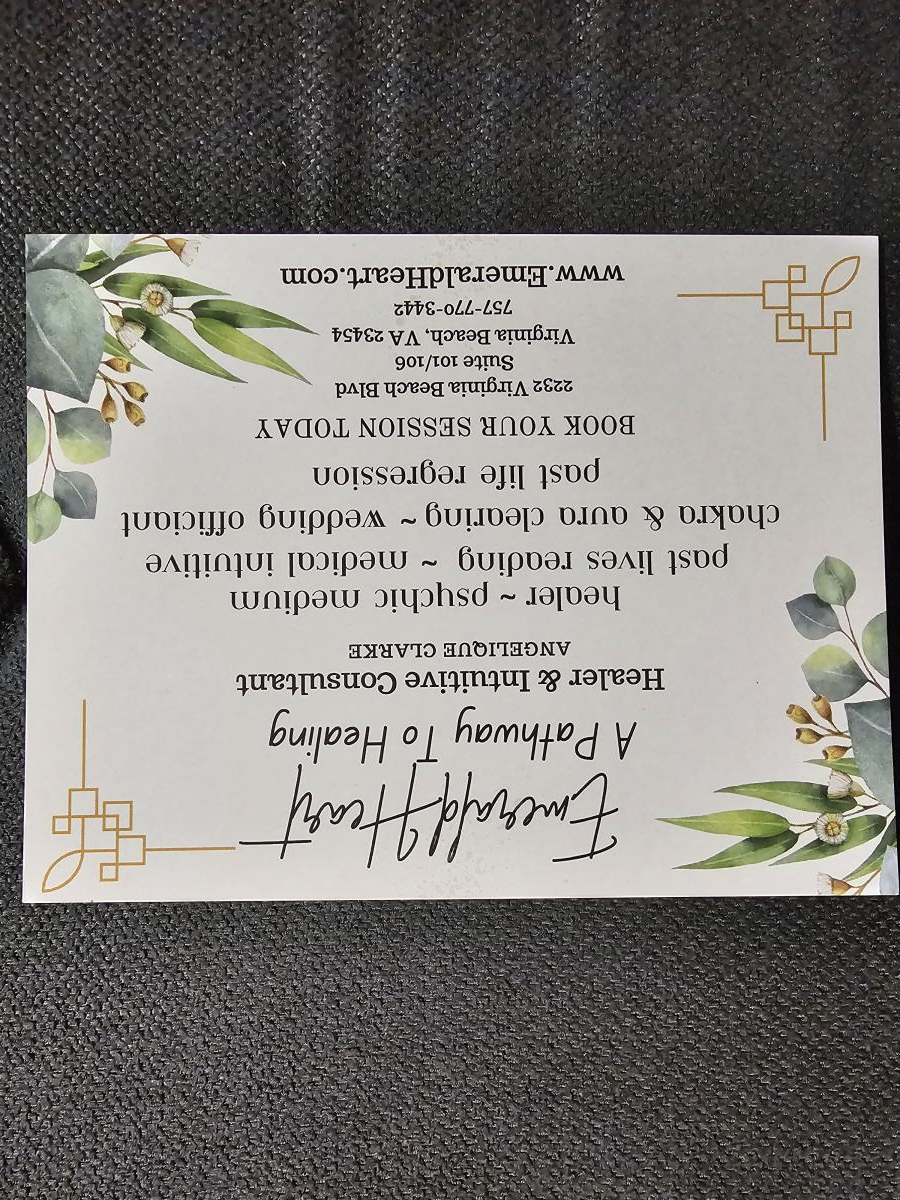 Emerald Heart
A Pathway To Healing
Healer & Intuitive Consultant
ANGELIQUE CLARKE
healer ~ psychic medium
past lives reading ~ medical intuitive
chakra & aura clearing ~ wedding officiant
past life regression
BOOK YOUR SESSION TODAY
2232 Virginia Beach Blvd
Suite 101/106
Virginia Beach, VA 23454
757-770-3442
www.EmeraldHeart.com